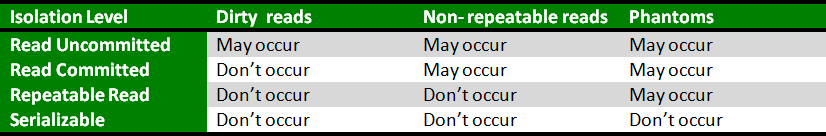 Isolation Level Dirty reads Non- repeatable reads Phantoms
Read Uncommitted May occur May occur May occur
Read Committed Don’t occur May occur May occur
Repeatable Read Don’t occur Don’t occur May occur
Serializable Don’t occur Don’t occur Don’t occur